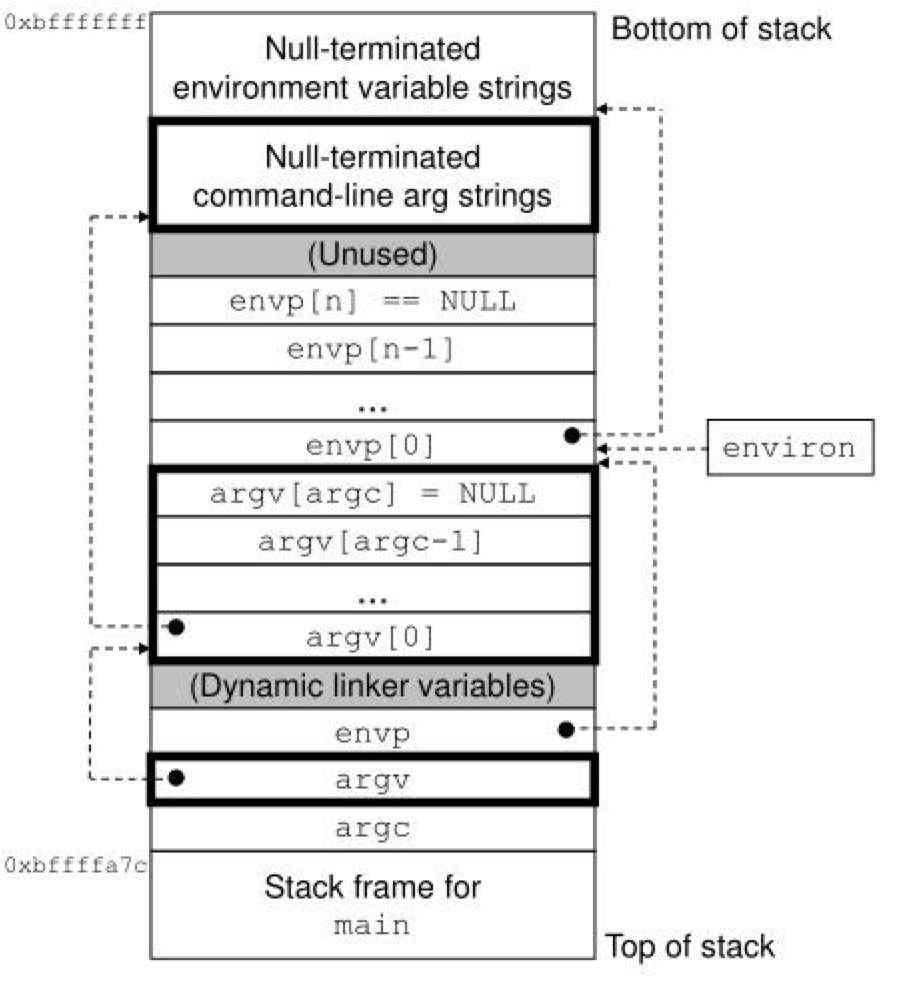 0xbfffffff
Bottom of stack
Null-terminated
environment variable strings
Null-terminated
command-line arg strings
(Unused)
envp[n] == NULL
envp[n-1]
...
envp[0]
environ
argv[argc] = NULL
argv[argc-1]
...
argv[0]
(Dynamic linker variables)
envp
argv
argc
0xbffffa7c
Stack frame for
main
Top of stack